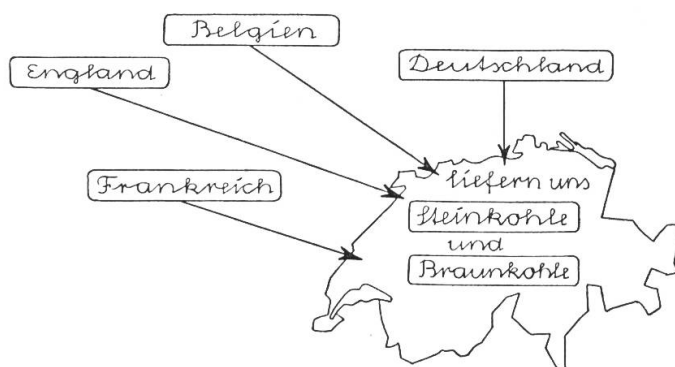 Belgien
England
Deutschland
Frankreich
liefern uns
Steinkohle
und
Braunkohle